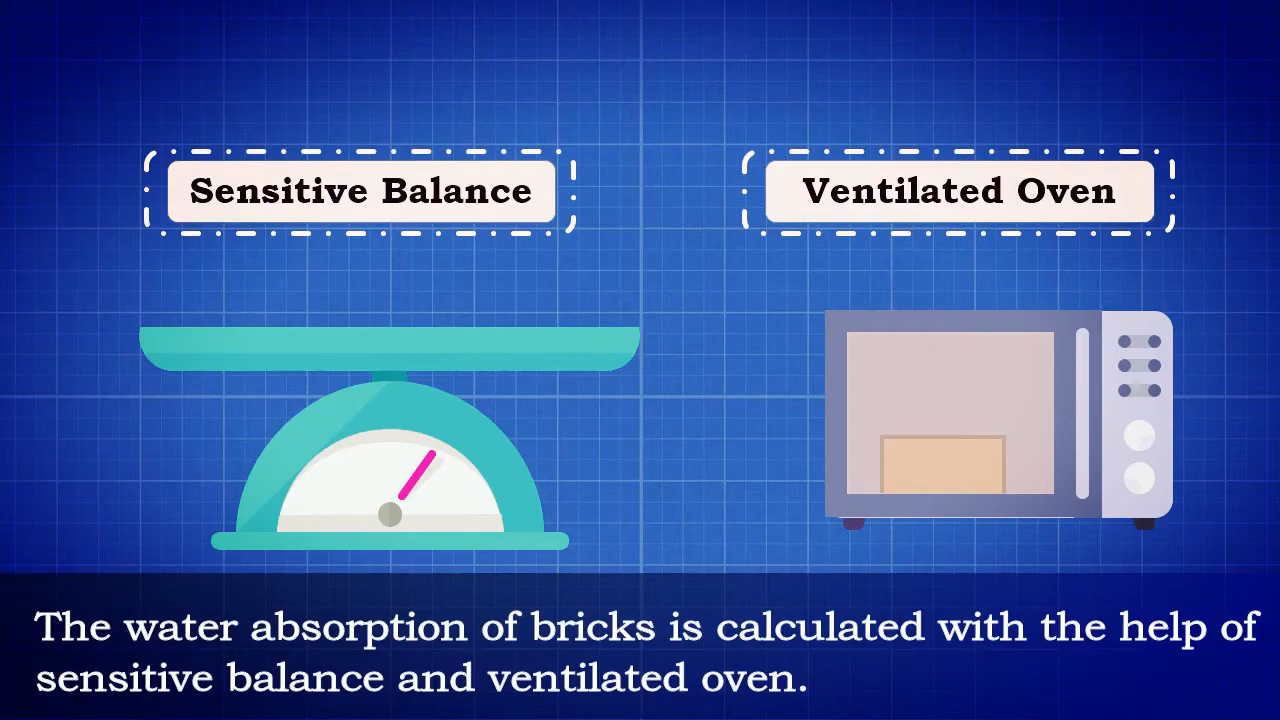 Sensitive Balance
Ventilated Oven
The water absorption of bricks is calculated with the help of
sensitive balance and ventilated oven.